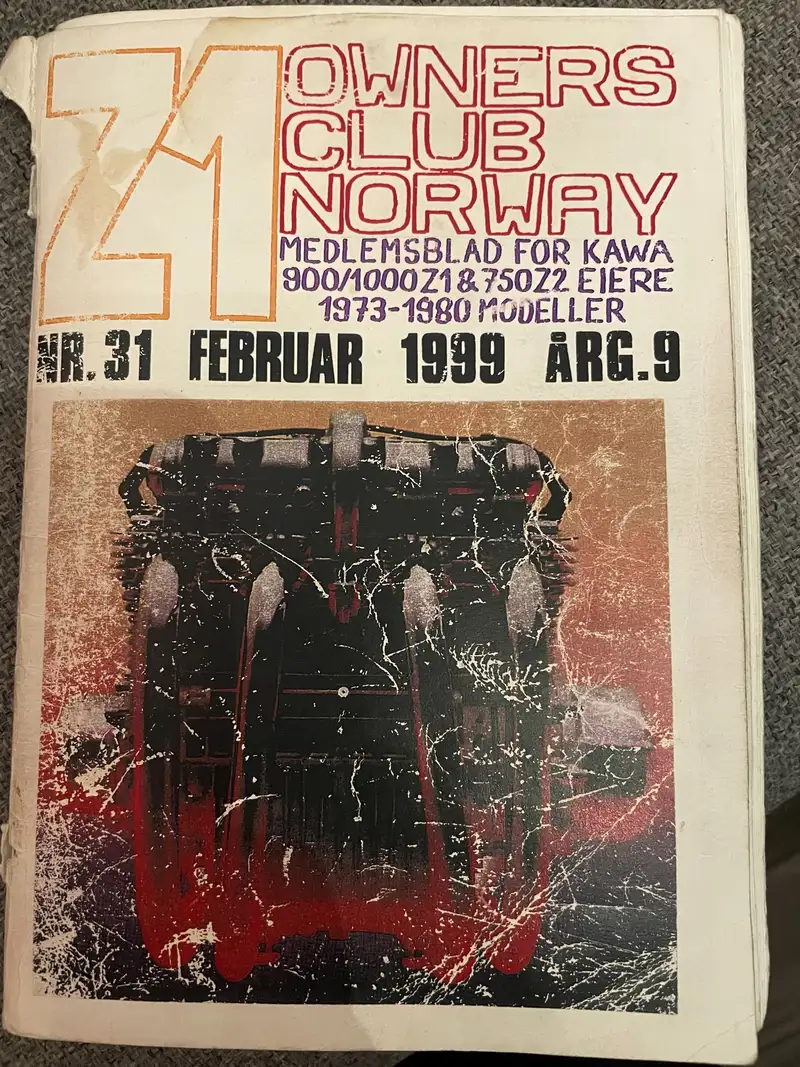 Z1 OWNERS
CLUB
NORWAY
MEDLEMSBLAD FOR KAWA
900/1000 Z1 & 750 Z2 EIERE
1973-1980 MODELLER
NR. 31 FEBRUAR 1999 ÅRG. 9